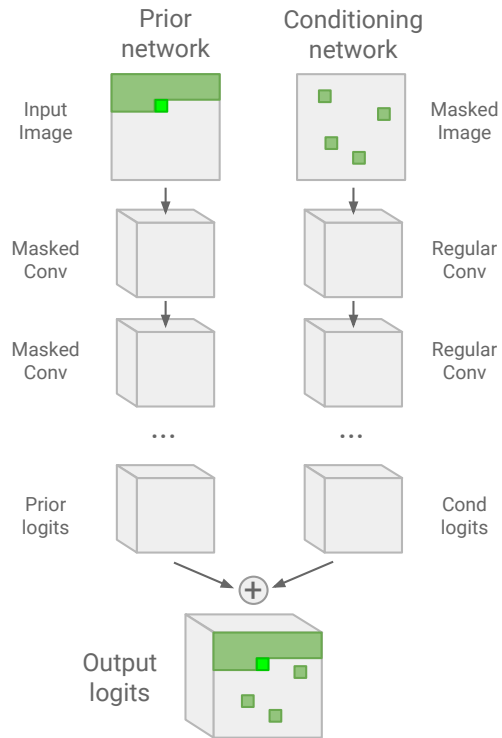 Prior
network
Conditioning
network
Input
Image
Masked
Image
Masked
Conv
Regular
Conv
Masked
Conv
Regular
Conv
...
...
Prior
logits
Cond
logits
+
Output
logits